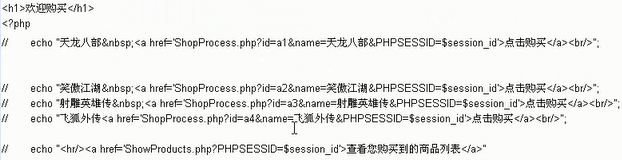 <h1>欢迎购买</h1>
<?php
//	echo "天龙八部&nbsp;<a href='ShopProcess.php?id=a1&name=天龙八部&PHPSESSID=$session_id'>点击购买</a><br/>";
//	echo "笑傲江湖&nbsp;<a href='ShopProcess.php?id=a2&name=笑傲江湖&PHPSESSID=$session_id'>点击购买</a><br/>";
//	echo "射雕英雄传&nbsp;<a href='ShopProcess.php?id=a3&name=射雕英雄传&PHPSESSID=$session_id'>点击购买</a><br/>";
//	echo "飞狐外传<a href='ShopProcess.php?id=a4&name=飞狐外传&PHPSESSID=$session_id'>点击购买</a><br/>";
//	echo "<hr/><a href='ShowProducts.php?PHPSESSID=$session_id'>查看您购买到的商品列表</a>"